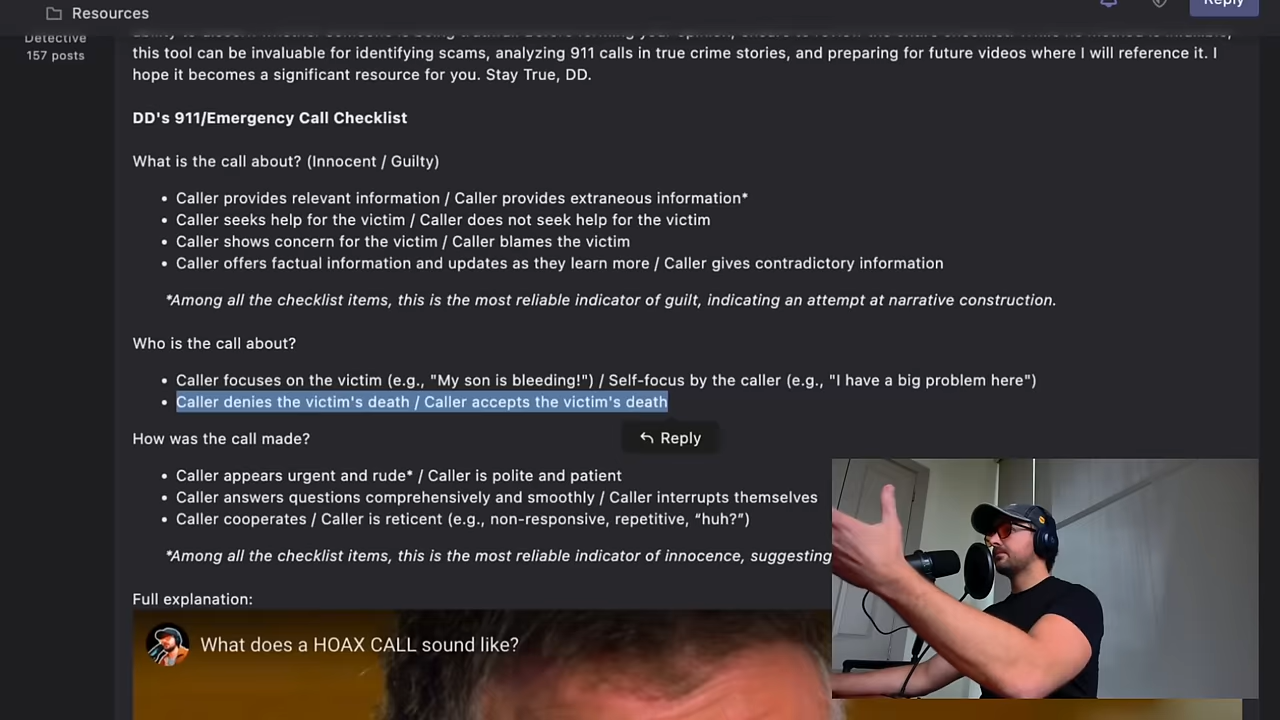 Resources
Reply
Detective
157 posts
this tool can be invaluable for identifying scams, analyzing 911 calls in true crime stories, and preparing for future videos where I will reference it. I
hope it becomes a significant resource for you. Stay True, DD.
DD's 911/Emergency Call Checklist
What is the call about? (Innocent / Guilty)
• Caller provides relevant information / Caller provides extraneous information*
• Caller seeks help for the victim / Caller does not seek help for the victim
• Caller shows concern for the victim / Caller blames the victim
• Caller offers factual information and updates as they learn more / Caller gives contradictory information
*Among all the checklist items, this is the most reliable indicator of guilt, indicating an attempt at narrative construction.
Who is the call about?
• Caller focuses on the victim (e.g., "My son is bleeding!") / Self-focus by the caller (e.g., "I have a big problem here")
• Caller denies the victim's death / Caller accepts the victim's death
Reply
How was the call made?
• Caller appears urgent and rude* / Caller is polite and patient
• Caller answers questions comprehensively and smoothly / Caller interrupts themselves
• Caller cooperates / Caller is reticent (e.g., non-responsive, repetitive, “huh?”)
*Among all the checklist items, this is the most reliable indicator of innocence, suggesting
Full explanation:
What does a HOAX CALL sound like?